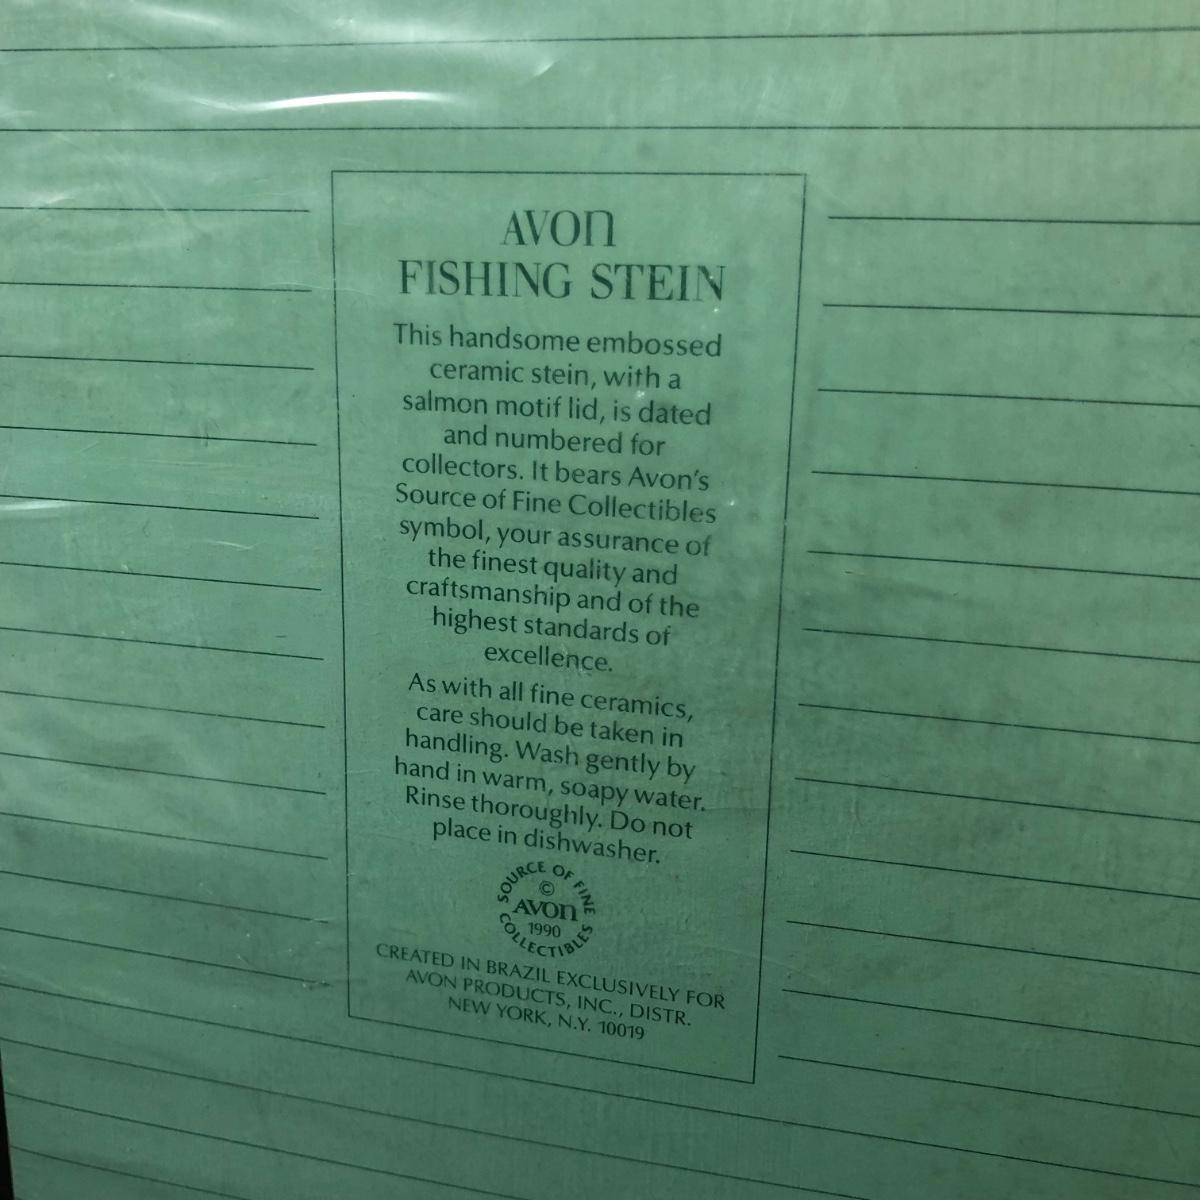 AVON
FISHING STEIN
This handsome embossed
ceramic stein, with a
salmon motif lid, is dated
and numbered for
collectors. It bears Avon's
Source of Fine Collectibles
symbol, your assurance of
the finest quality and
craftsmanship and of the
highest standards of
excellence.
As with all fine ceramics,
care should be taken in
handling. Wash gently by
hand in warm, soapy water.
Rinse thoroughly. Do not
place in dishwasher.
SOURCE OF FINE
©
AVON
1990
COLLECTIBLES
CREATED IN BRAZIL EXCLUSIVELY FOR
AVON PRODUCTS, INC., DISTR.
NEW YORK, N.Y. 10019